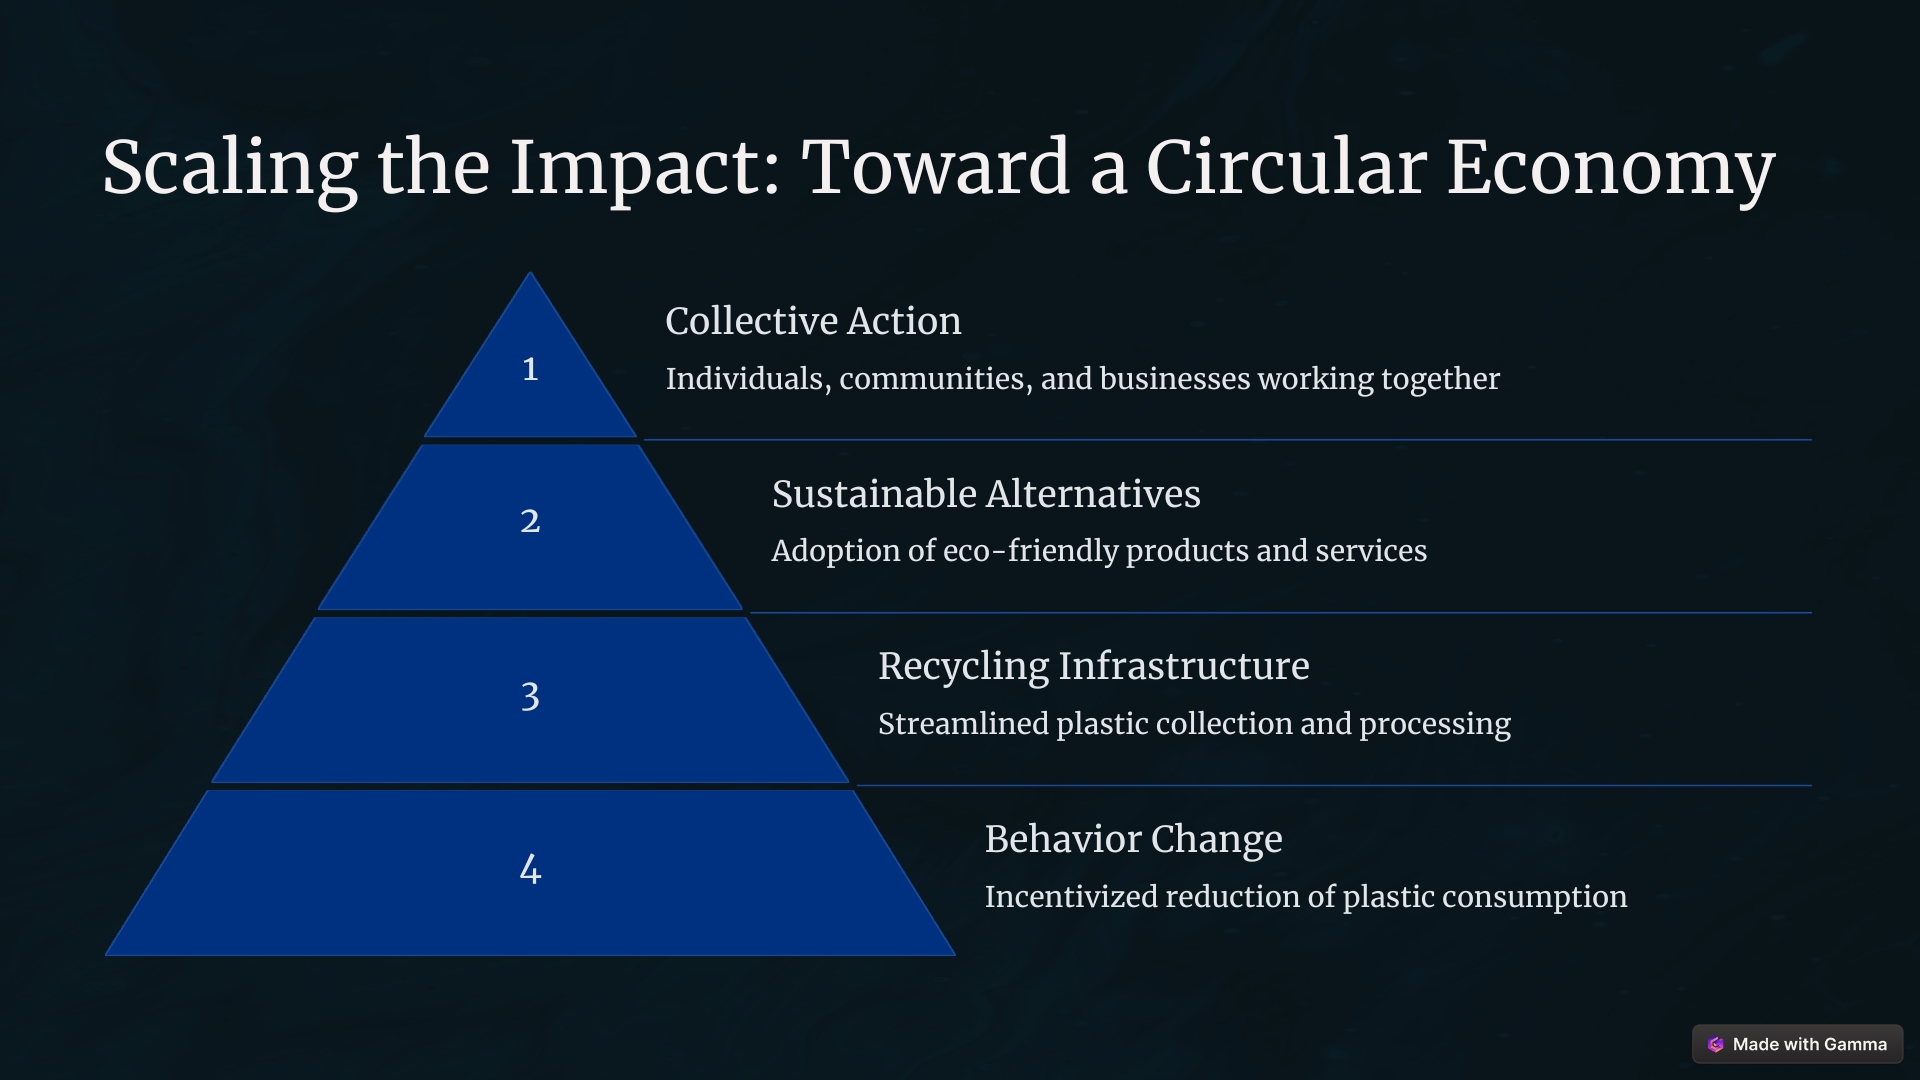 Scaling the Impact: Toward a Circular Economy
1
Collective Action
Individuals, communities, and businesses working together
2
Sustainable Alternatives
Adoption of eco-friendly products and services
3
Recycling Infrastructure
Streamlined plastic collection and processing
4
Behavior Change
Incentivized reduction of plastic consumption
Made with Gamma